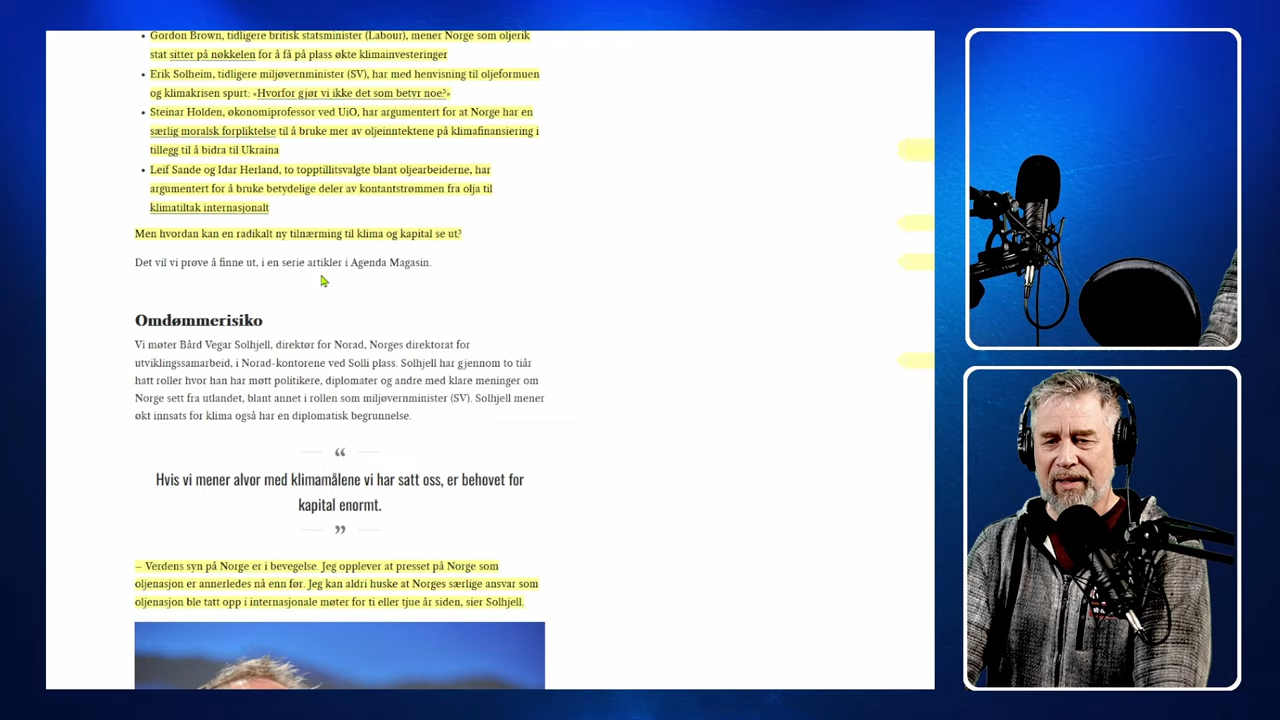 • Gordon Brown, tidligere britisk statsminister (Labour), mener Norge som oljerik
stat sitter på nøkkelen for å få på plass økte klimainvesteringer
• Erik Solheim, tidligere miljøvernminister (SV), har med henvisning til oljeformuen
og klimakrisen spurt: «Hvorfor gjør vi ikke det som betyr noe?»
• Steinar Holden, økonomiprofessor ved UiO, har argumentert for at Norge har en
særlig moralsk forpliktelse til å bruke mer av oljeinntektene på klimafinansiering i
tillegg til å bidra til Ukraina
• Leif Sande og Idar Herland, to topptillitsvalgte blant oljearbeiderne, har
argumentert for å bruke betydelige deler av kontantstrømmen fra olja til
klimatiltak internasjonalt
Men hvordan kan en radikalt ny tilnærming til klima og kapital se ut?
Det vil vi prøve å finne ut, i en serie artikler i Agenda Magasin.
Omdømmerisiko
Vi møter Bård Vegar Solhjell, direktør for Norad, Norges direktorat for
utviklingssamarbeid, i Norad-kontorene ved Solli plass. Solhjell har gjennom to tiår
hatt roller hvor han har møtt politikere, diplomater og andre med klare meninger om
Norge sett fra utlandet, blant annet i rollen som miljøvernminister (SV). Solhjell mener
økt innsats for klima også har en diplomatisk begrunnelse.
“
Hvis vi mener alvor med klimamålene vi har satt oss, er behovet for
kapital enormt.
”
– Verdens syn på Norge er i bevegelse. Jeg opplever at presset på Norge som
oljenasjon er annerledes nå enn før. Jeg kan aldri huske at Norges særlige ansvar som
oljenasjon ble tatt opp i internasjonale møter for ti eller tjue år siden, sier Solhjell.